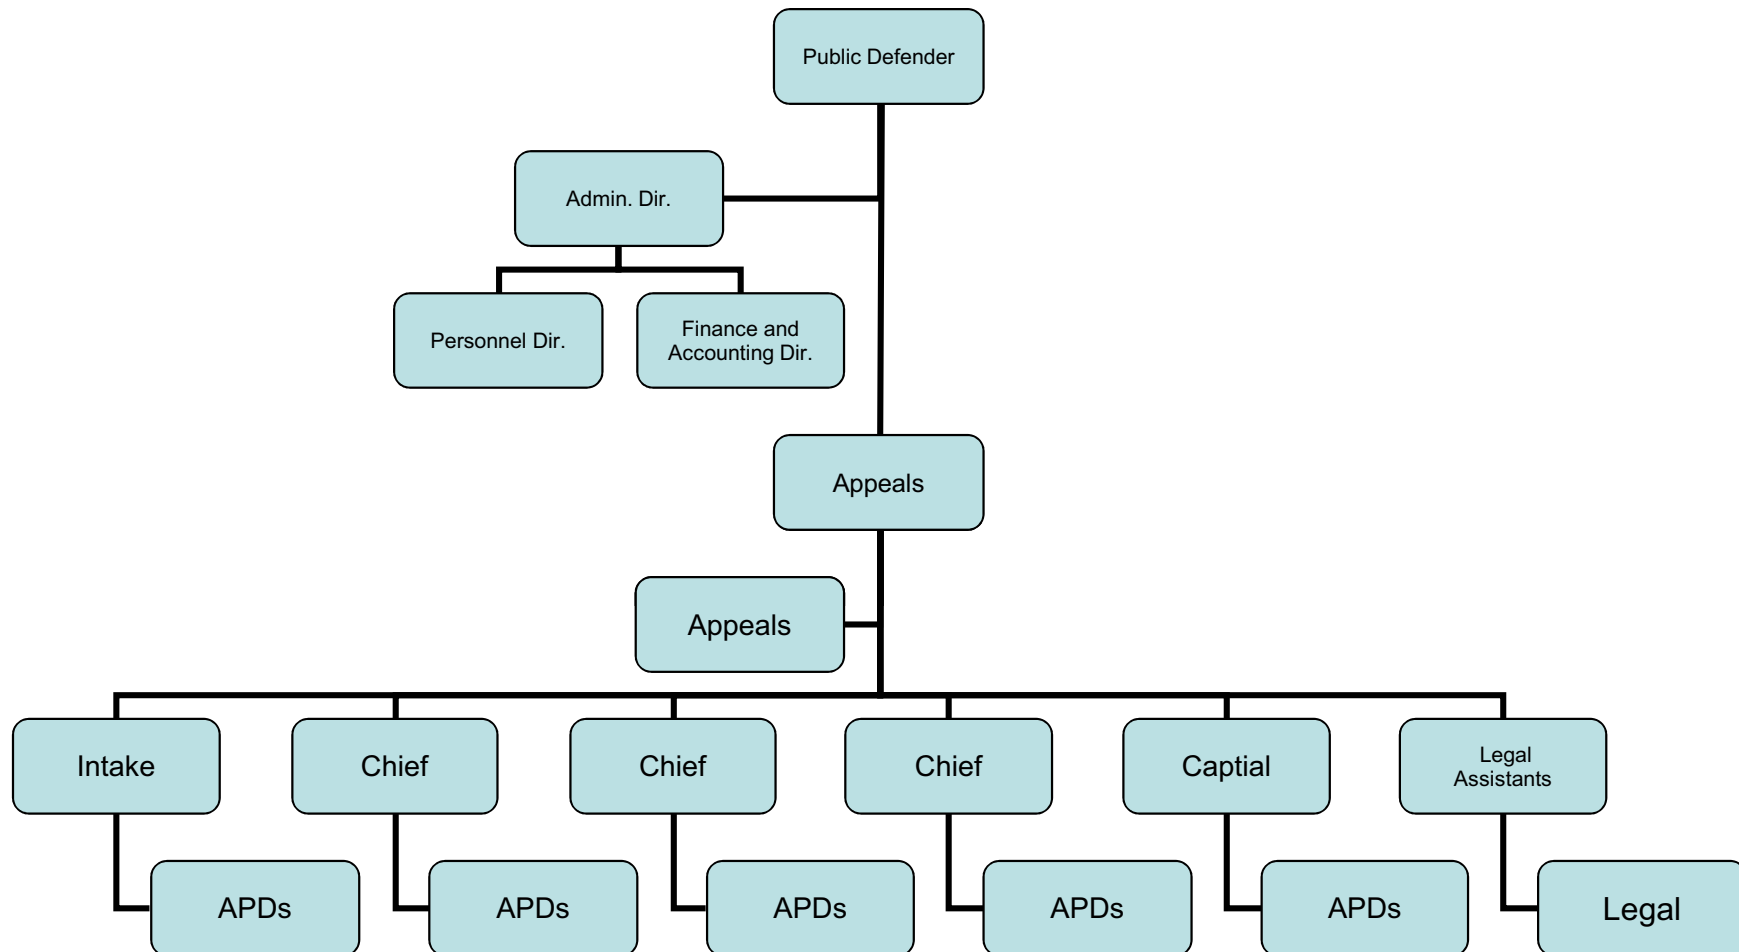 Public Defender
Admin. Dir.
Personnel Dir.
Finance and
Accounting Dir.
Appeals
Appeals
Intake
Chief
Chief
Chief
Captial
Legal
Assistants
APDs
APDs
APDs
APDs
APDs
Legal